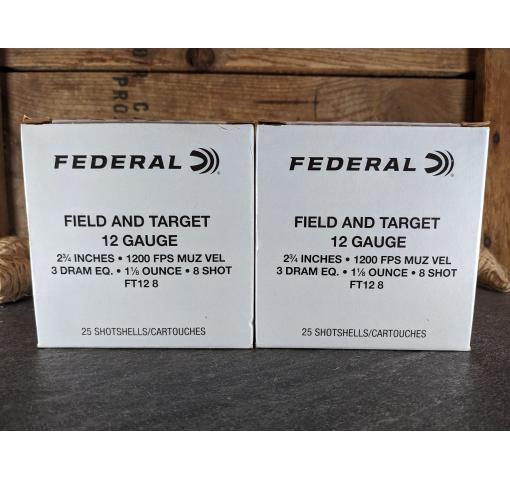 FEDERAL®
FIELD AND TARGET
12 GAUGE
2¾ INCHES • 1200 FPS MUZ VEL
3 DRAM EQ. • 1⅛ OUNCE • 8 SHOT
FT12 8
25 SHOTSHELLS/CARTOUCHES
FEDERAL®
FIELD AND TARGET
12 GAUGE
2¾ INCHES • 1200 FPS MUZ VEL
3 DRAM EQ. • 1⅛ OUNCE • 8 SHOT
FT12 8
25 SHOTSHELLS/CARTOUCHES